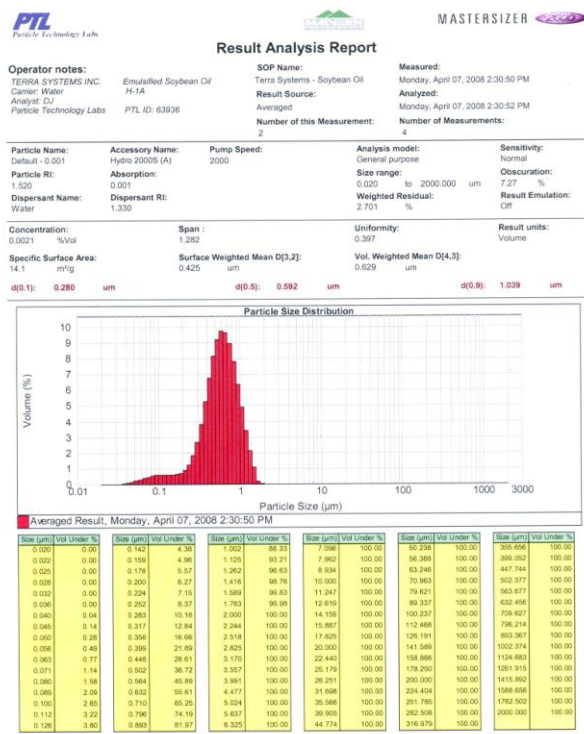 PTL
Particle Technology Labs
MASTERSIZER 2000
Result Analysis Report
Operator notes:
TERRA SYSTEMS INC. Emulsified Soybean Oil
Carrier: Water H-1A
Analyst: DJ
Particle Technology Labs PTL ID: 63936
SOP Name: Measured:
Terra Systems - Soybean Oil Monday, April 07, 2008 2:30:50 PM
Result Source: Analyzed:
Averaged Monday, April 07, 2008 2:30:52 PM
Number of this Measurement: Number of Measurements:
2 4
Particle Name: Accessory Name: Pump Speed: Analysis model: Sensitivity:
Default - 0.001 Hydro 2000S (A) 2000 General purpose Normal
Particle RI: Absorption: Size range: Obscuration:
1.520 0.001 0.020 to 2000.000 um 7.27 %
Dispersant Name: Dispersant RI: Weighted Residual: Result Emulation:
Water 1.330 2.701 % Off
Concentration: Span : Uniformity: Result units:
0.0021 %Vol 1.282 0.397 Volume
Specific Surface Area: Surface Weighted Mean D[3,2]: Vol. Weighted Mean D[4,3]:
14.1 m²/g 0.425 um 0.629 um
d(0.1): 0.280 um d(0.5): 0.592 um d(0.9): 1.039 um
Particle Size Distribution
Volume (%)
10
9
8
7
6
5
4
3
2
1
0
0.01 0.1 1 10 100 1000 3000
Particle Size (µm)
Averaged Result, Monday, April 07, 2008 2:30:50 PM
Size (µm) Vol Under % Size (µm) Vol Under % Size (µm) Vol Under % Size (µm) Vol Under % Size (µm) Vol Under % Size (µm) Vol Under %
0.020 0.00 0.142 4.38 1.002 88.33 7.096 100.00 50.238 100.00 355.656 100.00
0.022 0.00 0.159 4.96 1.125 93.21 7.962 100.00 56.368 100.00 399.052 100.00
0.025 0.00 0.178 5.57 1.262 96.63 8.934 100.00 63.246 100.00 447.744 100.00
0.028 0.00 0.200 6.27 1.416 98.76 10.000 100.00 70.963 100.00 502.377 100.00
0.032 0.00 0.224 7.15 1.589 99.83 11.247 100.00 79.621 100.00 563.677 100.00
0.036 0.00 0.252 8.37 1.783 99.98 12.619 100.00 89.337 100.00 632.456 100.00
0.040 0.04 0.283 10.16 2.000 100.00 14.159 100.00 100.237 100.00 709.627 100.00
0.045 0.14 0.317 12.84 2.244 100.00 15.887 100.00 112.468 100.00 796.214 100.00
0.050 0.28 0.356 16.66 2.518 100.00 17.825 100.00 126.191 100.00 893.367 100.00
0.056 0.49 0.399 21.89 2.825 100.00 20.000 100.00 141.589 100.00 1002.374 100.00
0.063 0.77 0.448 28.61 3.170 100.00 22.440 100.00 158.866 100.00 1124.683 100.00
0.071 1.14 0.502 36.72 3.557 100.00 25.179 100.00 178.250 100.00 1261.915 100.00
0.080 1.58 0.564 45.89 3.991 100.00 28.251 100.00 200.000 100.00 1415.892 100.00
0.089 2.09 0.632 55.61 4.477 100.00 31.698 100.00 224.404 100.00 1588.656 100.00
0.100 2.65 0.710 65.25 5.024 100.00 35.566 100.00 251.785 100.00 1782.502 100.00
0.112 3.22 0.796 74.19 5.637 100.00 39.905 100.00 282.508 100.00 2000.000 100.00
0.126 3.80 0.893 81.97 6.325 100.00 44.774 100.00 316.979 100.00